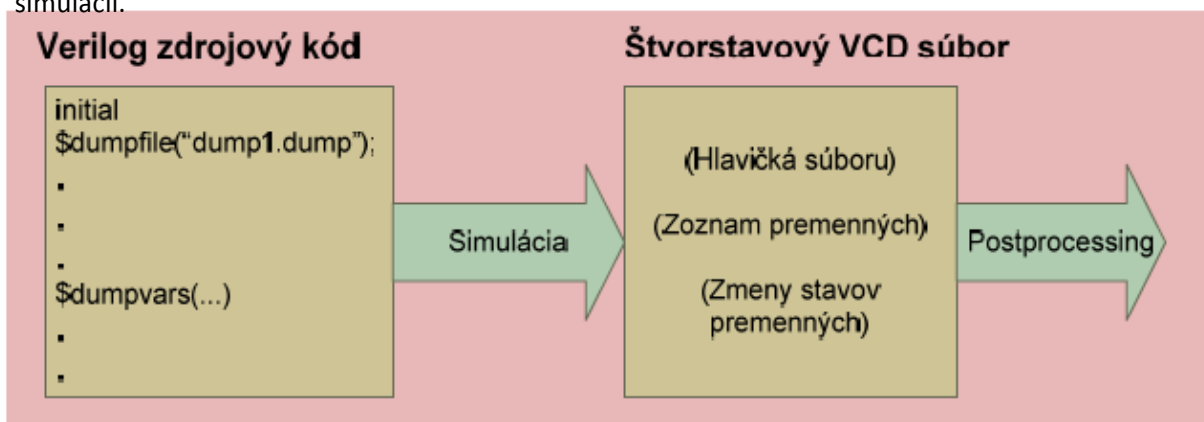 simulácií.
Verilog zdrojový kód
initial
$dumpfile(“dump1.dump”);
.
.
.
$dumpvars(...)
.
.
Simulácia
Štvorstavový VCD súbor
(Hlavičká súboru)
(Zoznam premenných)
(Zmeny stavov
premenných)
Postprocessing